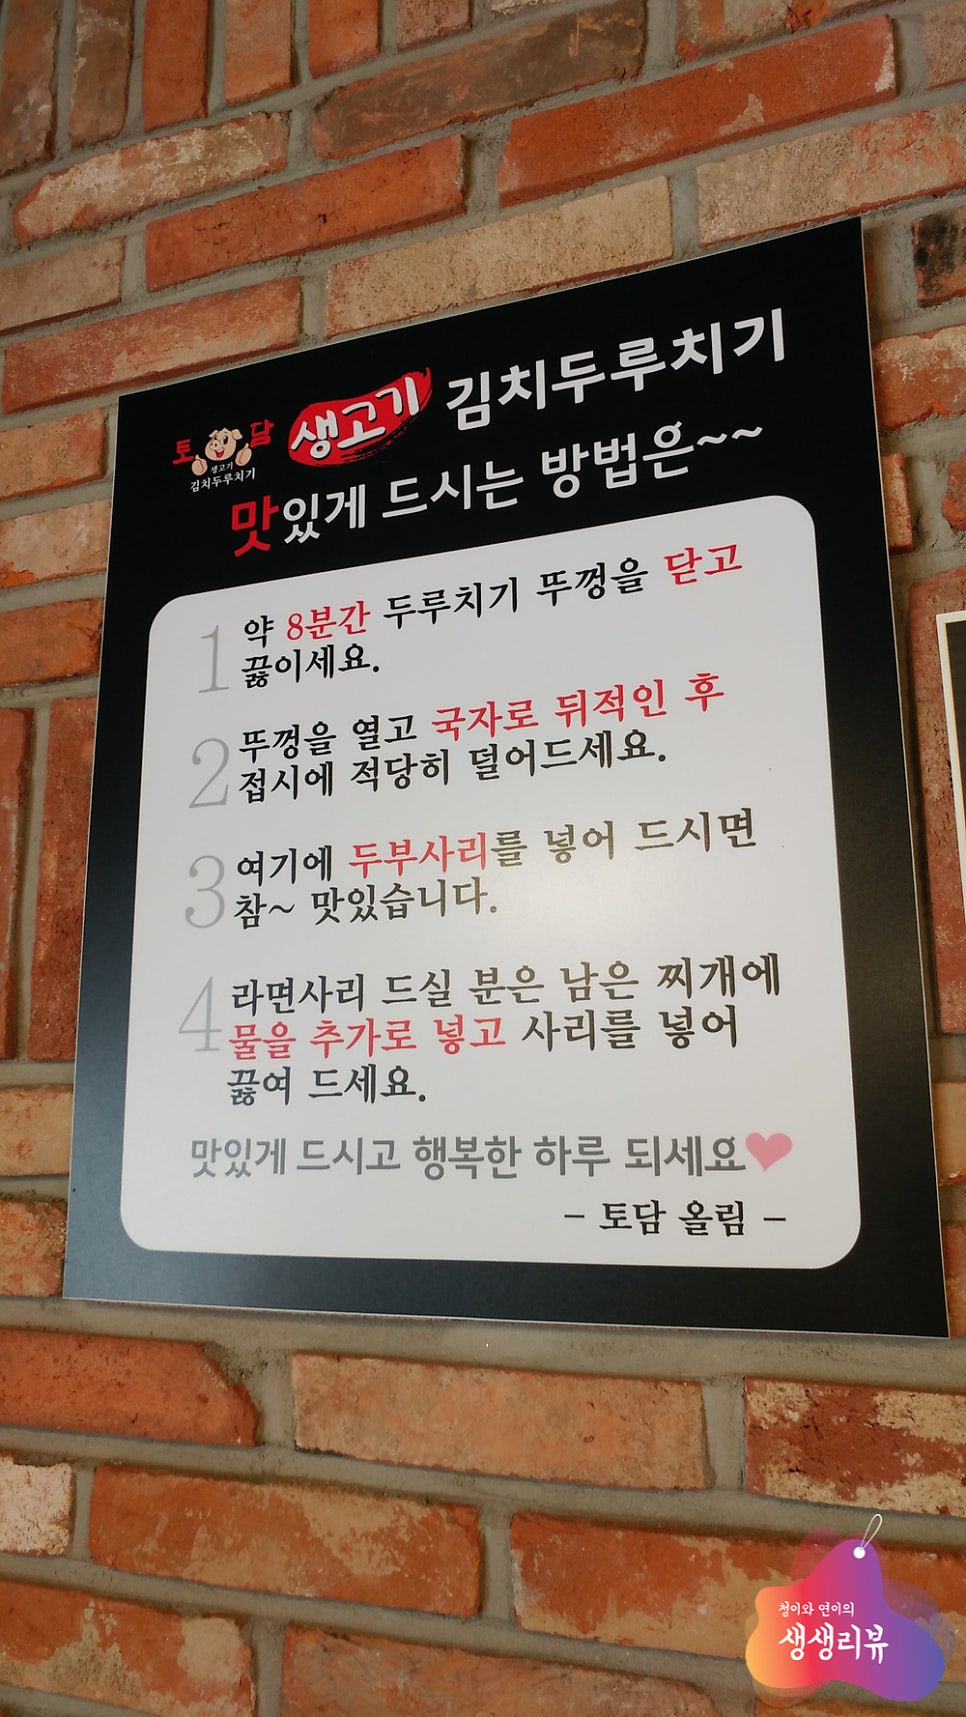 토담
생고기
김치두루치기
생고기 김치두루치기
맛있게 드시는 방법은~~
1 약 8분간 두루치기 뚜껑을 닫고
끓이세요.
2 뚜껑을 열고 국자로 뒤적인 후
접시에 적당히 덜어드세요.
3 여기에 두부사리를 넣어 드시면
참~ 맛있습니다.
4 라면사리 드실 분은 남은 찌개에
물을 추가로 넣고 사리를 넣어
끓여 드세요.
맛있게 드시고 행복한 하루 되세요
- 토담 올림 -
청이와 연이의
생생리뷰